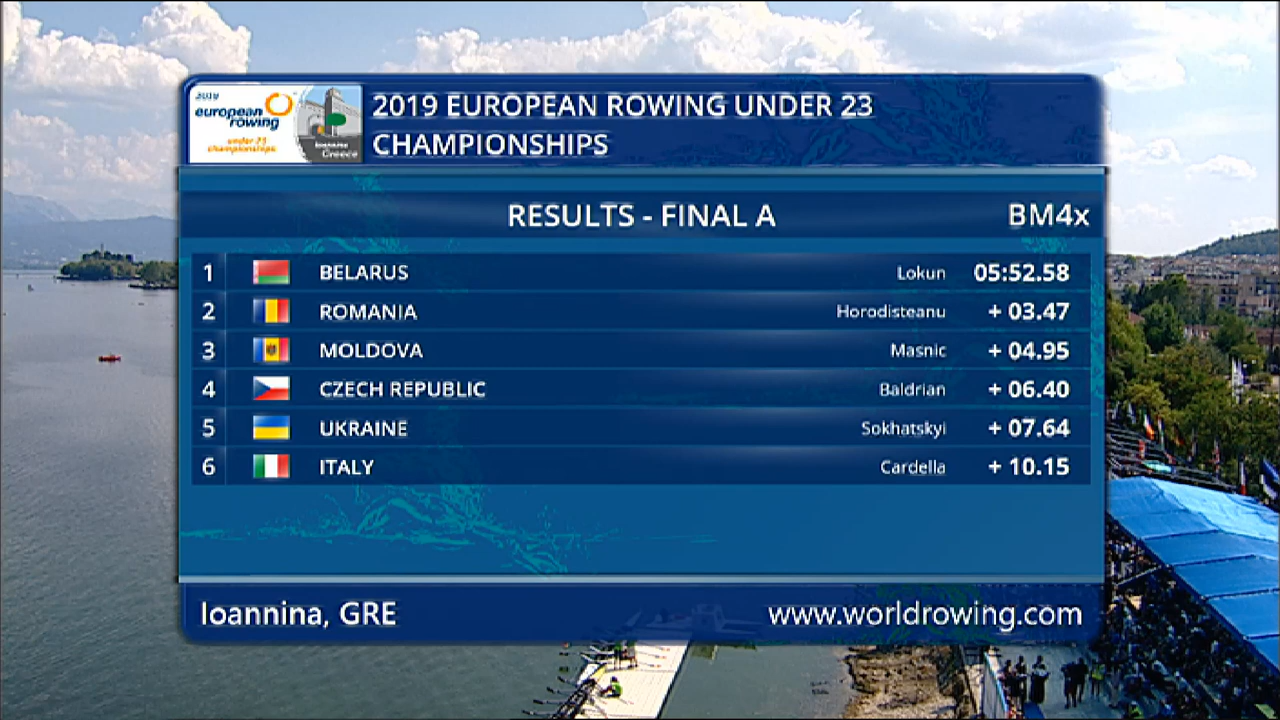 2019
european
rowing
under 23
championships
Ioannina
Greece
2019 EUROPEAN ROWING UNDER 23
CHAMPIONSHIPS
RESULTS - FINAL A BM4x
1 BELARUS Lokun 05:52.58
2 ROMANIA Horodisteanu + 03.47
3 MOLDOVA Masnic + 04.95
4 CZECH REPUBLIC Baldrian + 06.40
5 UKRAINE Sokhatskyi + 07.64
6 ITALY Cardella + 10.15
Ioannina, GRE www.worldrowing.com